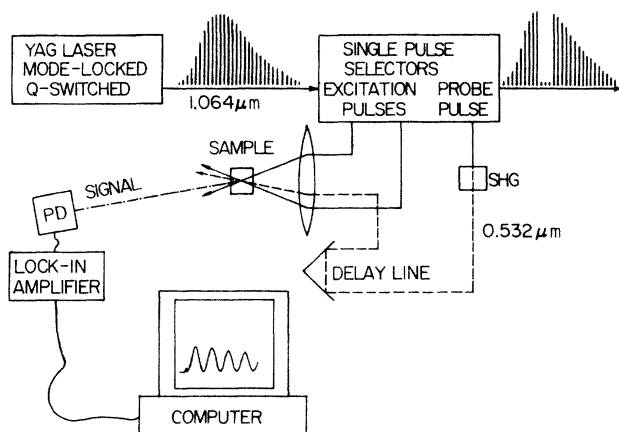 YAG LASER
MODE-LOCKED
Q-SWITCHED
1.064μm
SINGLE PULSE
SELECTORS
EXCITATION PROBE
PULSES PULSE
SAMPLE
SHG
SIGNAL
PD
0.532μm
LOCK-IN
AMPLIFIER
DELAY LINE
COMPUTER